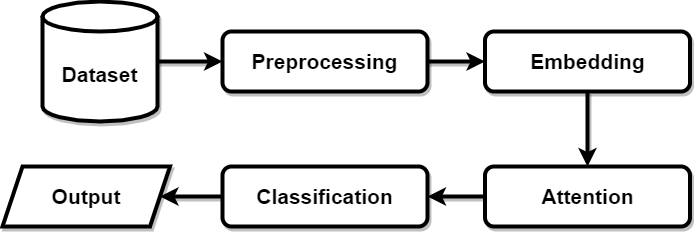 Dataset
Preprocessing
Embedding
Attention
Classification
Output